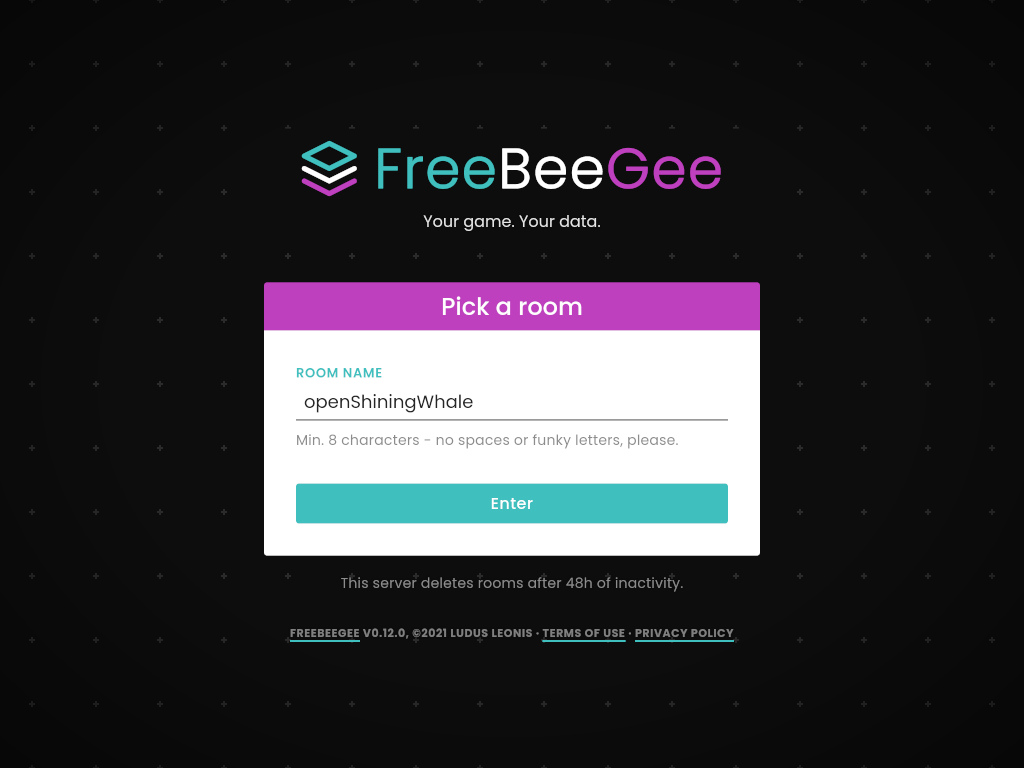 FreeBeeGee
Your game. Your data.
Pick a room
ROOM NAME
openShiningWhale
Min. 8 characters - no spaces or funky letters, please.
Enter
This server deletes rooms after 48h of inactivity.
FREEBEEGEE V0.12.0, ©2021 LUDUS LEONIS · TERMS OF USE · PRIVACY POLICY